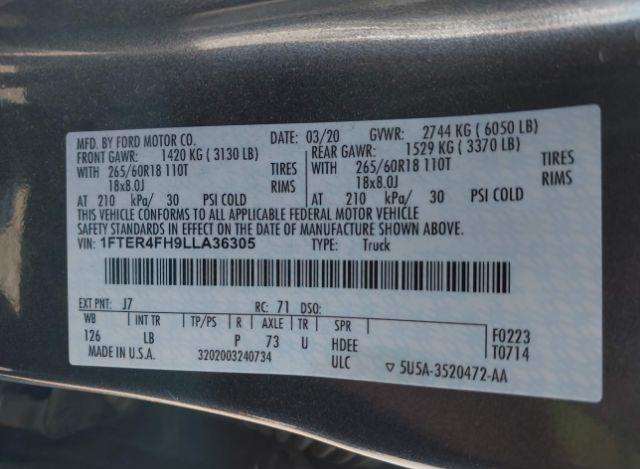 MFD. BY FORD MOTOR CO. DATE: 03/20 GVWR: 2744 KG ( 6050 LB)
FRONT GAWR: 1420 KG ( 3130 LB) REAR GAWR: 1529 KG ( 3370 LB)
WITH 265/60R18 110T TIRES WITH 265/60R18 110T TIRES
18x8.0J RIMS 18x8.0J RIMS
AT 210 kPa/ 30 PSI COLD AT 210 kPa/ 30 PSI COLD
THIS VEHICLE CONFORMS TO ALL APPLICABLE FEDERAL MOTOR VEHICLE
SAFETY STANDARDS IN EFFECT ON THE DATE OF MANUFACTURE SHOWN ABOVE.
VIN: 1FTER4FH9LLA36305 TYPE: Truck
EXT PNT: J7 RC: 71 DSO:
WB INT TR TP/PS R AXLE TR SPR
126 LB P 73 U HDEE F0223
ULC T0714
MADE IN U.S.A. 3202003240734 ▽ 5U5A-3520472-AA